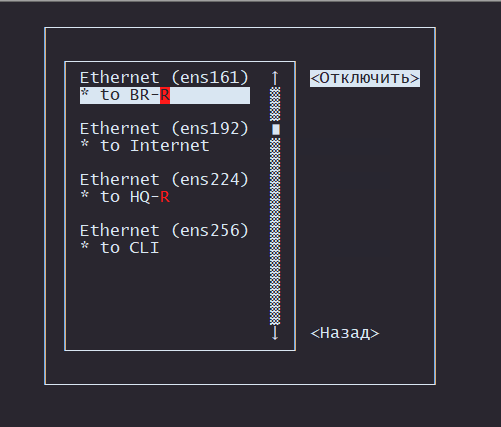 Ethernet (ens161) ↑ <Отключить>
* to BR-R
Ethernet (ens192)
* to Internet
Ethernet (ens224)
* to HQ-R
Ethernet (ens256)
* to CLI
↓ <Назад>